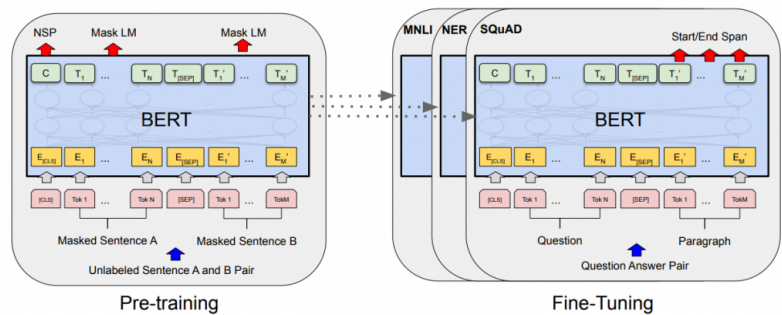 NSP Mask LM Mask LM
C T1 ... TN T[SEP] T1' ... TM'
BERT
E[CLS] E1 ... EN E[SEP] E1' ... EM'
[CLS] Tok 1 ... Tok N [SEP] Tok 1 ... TokM
Masked Sentence A Masked Sentence B
Unlabeled Sentence A and B Pair
Pre-training
MNLI NER SQuAD
Start/End Span
C T1 ... TN T[SEP] T1' ... TM'
BERT
E[CLS] E1 ... EN E[SEP] E1' ... EM'
[CLS] Tok 1 ... Tok N [SEP] Tok 1 ... TokM
Question Paragraph
Question Answer Pair
Fine-Tuning